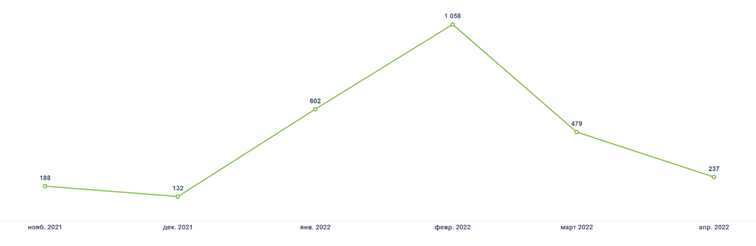 1 058
602
479
237
188
132
нояб. 2021
дек. 2021
янв. 2022
февр. 2022
март 2022
апр. 2022